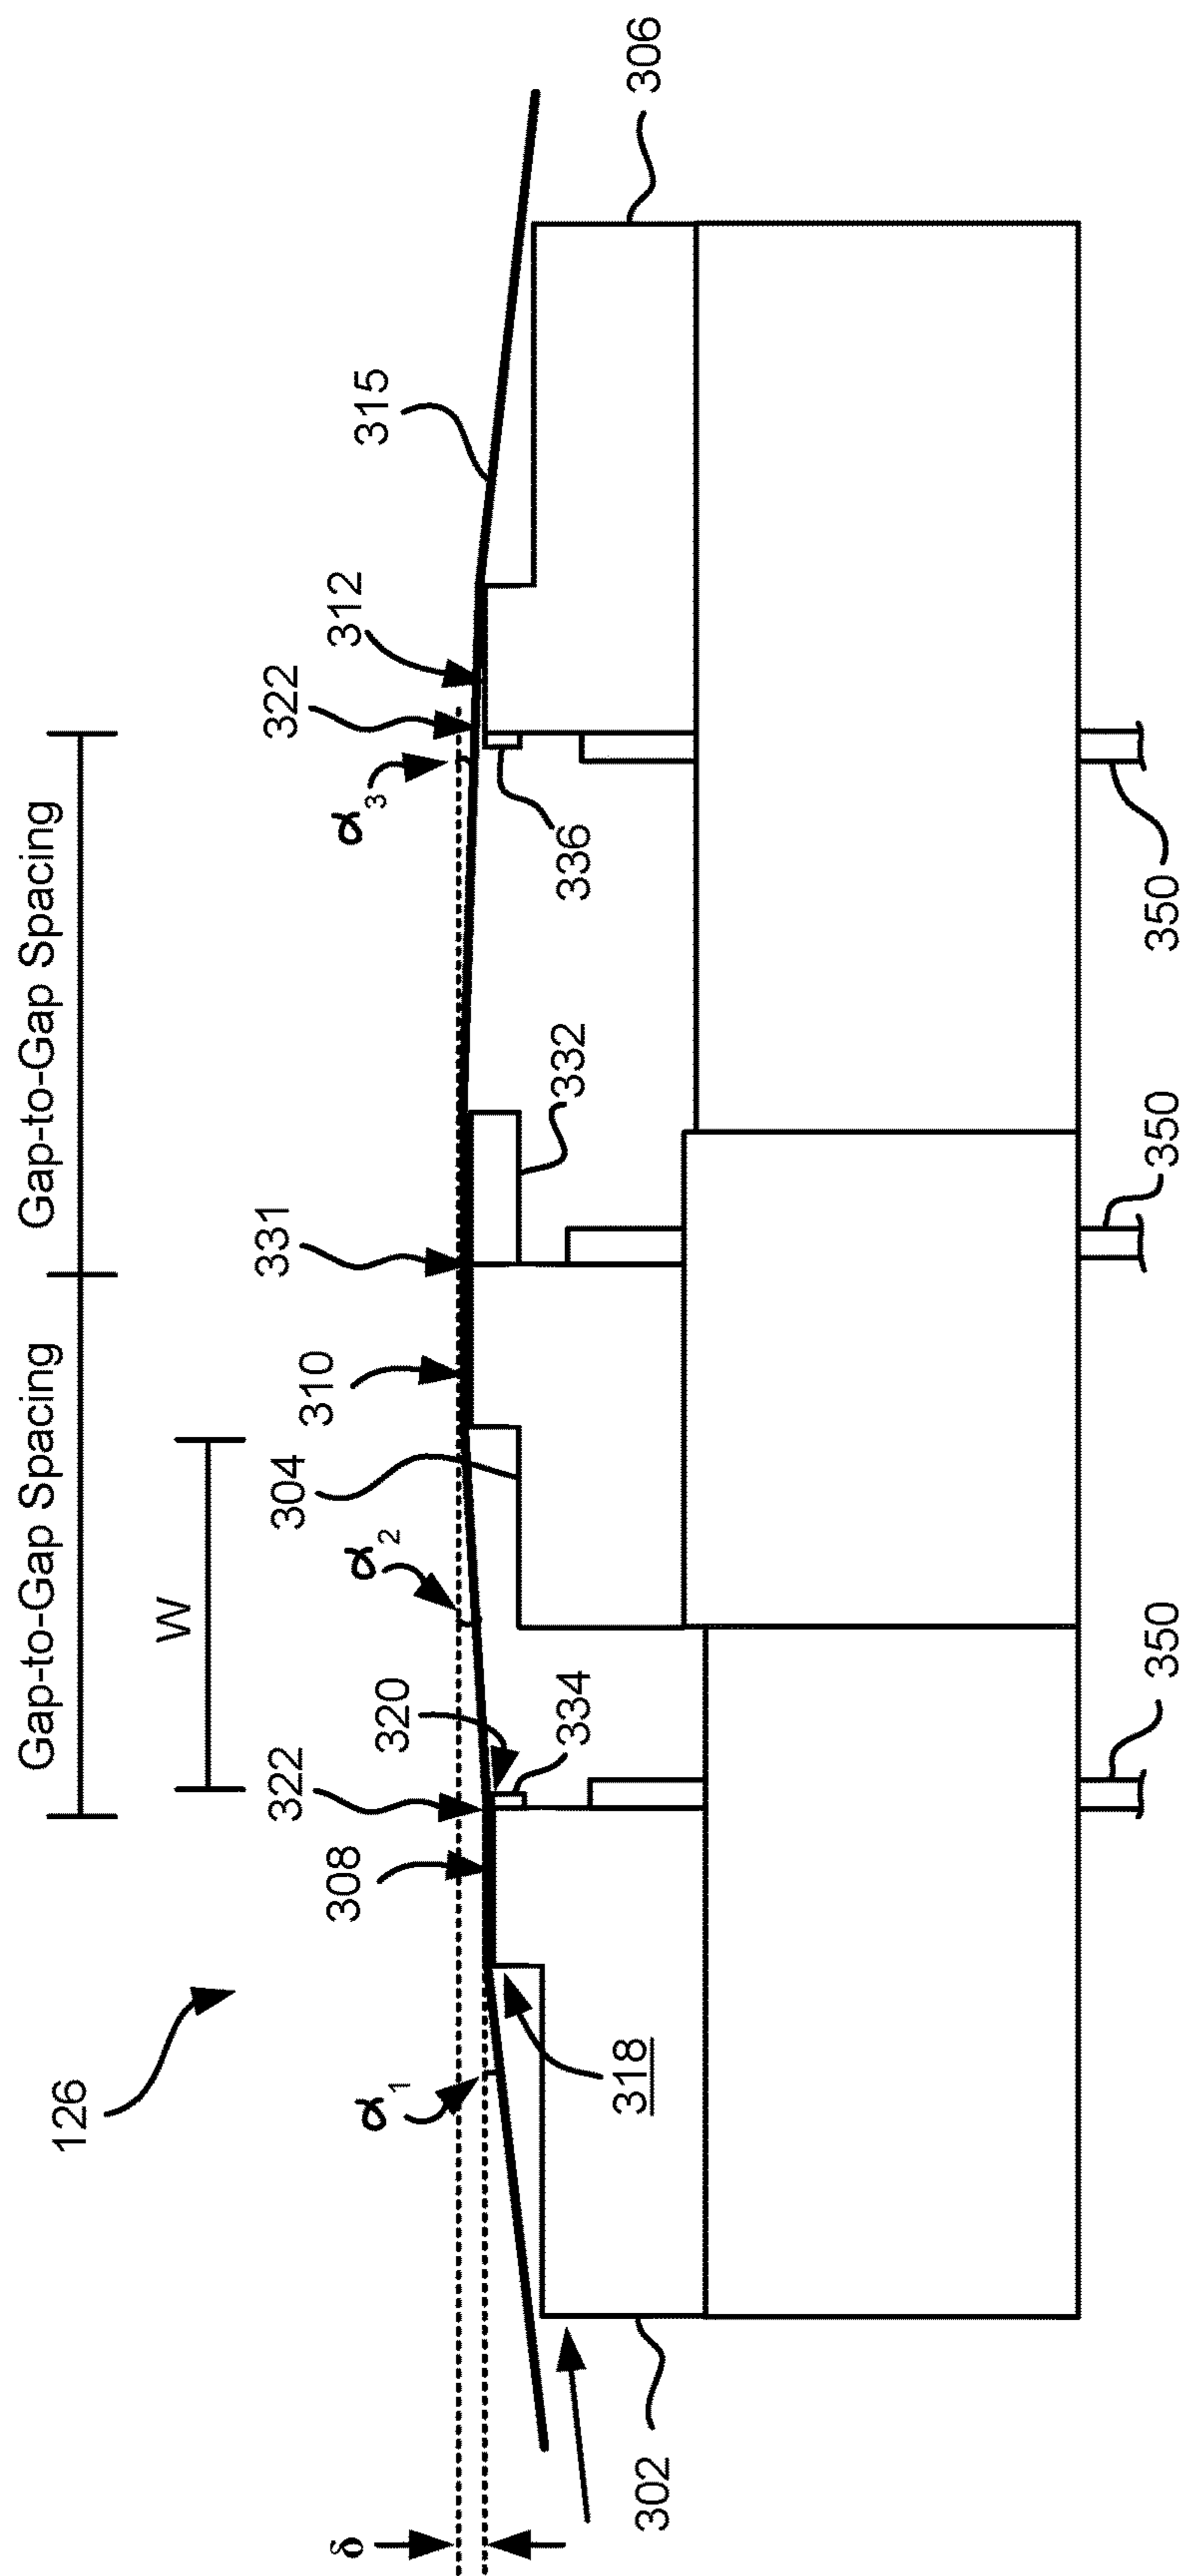 Gap-to-Gap Spacing
Gap-to-Gap Spacing
W
126
δ
α1
308
322
320
334
α2
304
310
331
332
α3
322
336
312
315
306
318
302
350
350
350